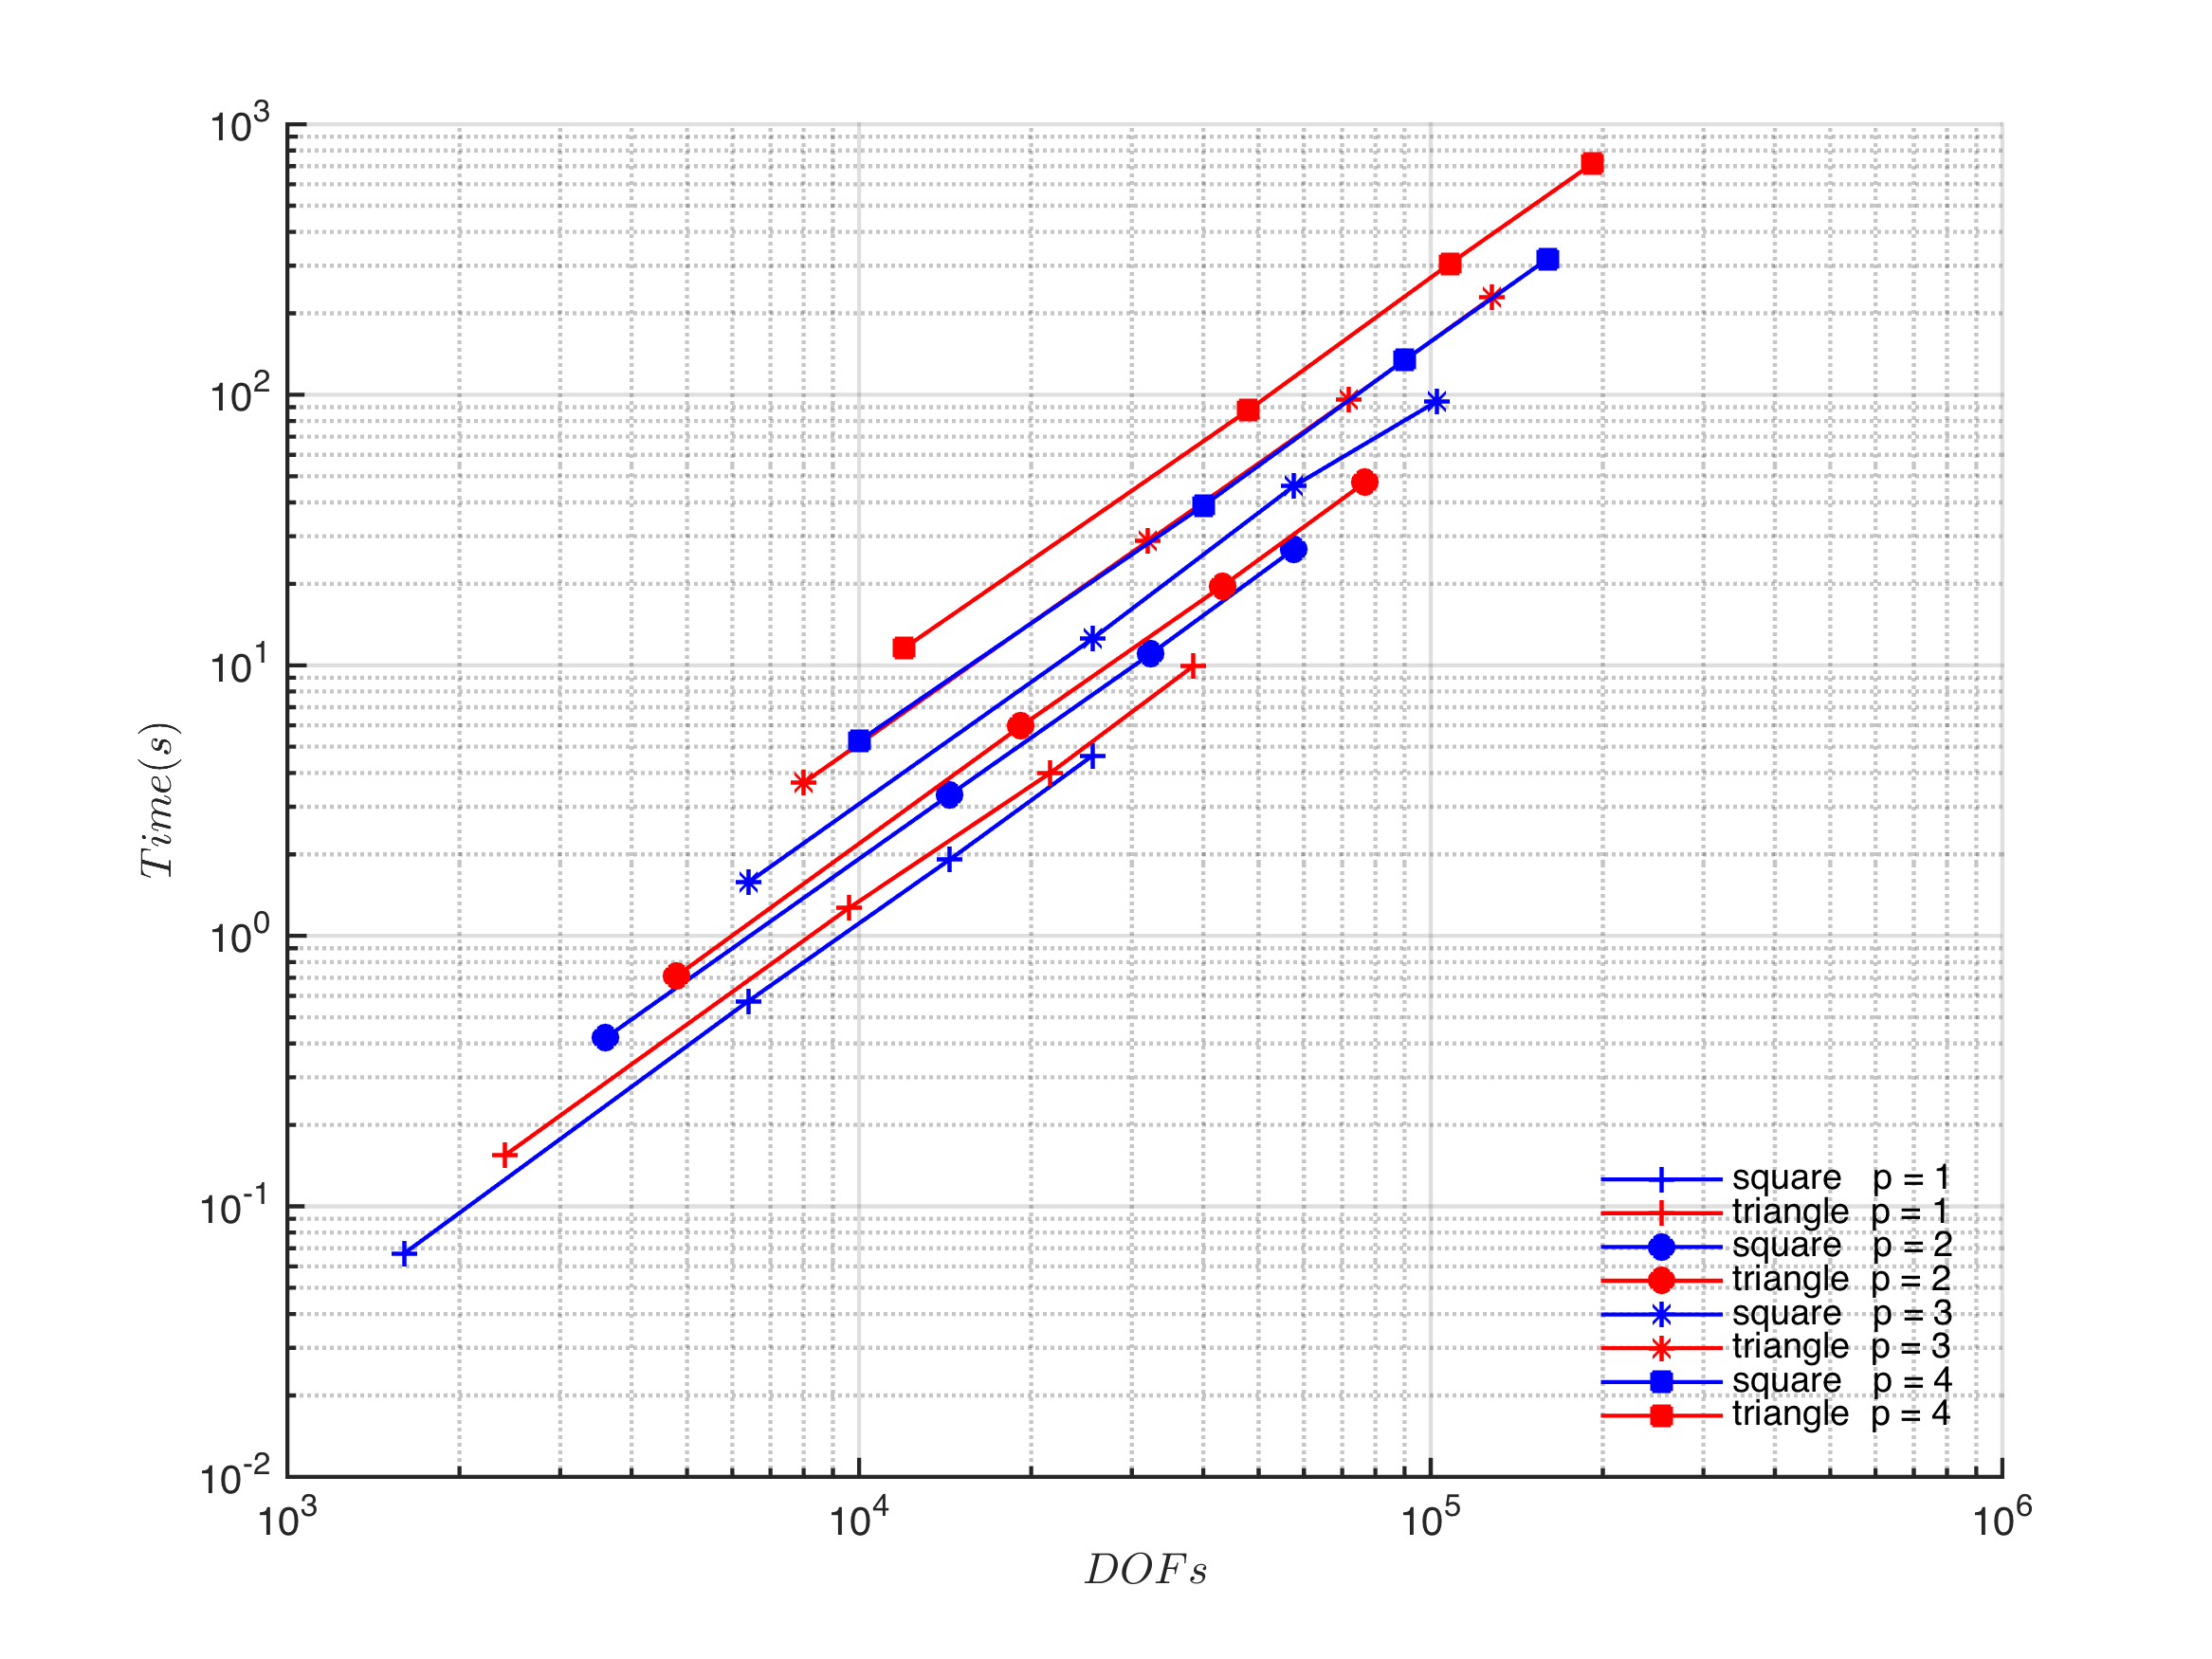 10^3
10^2
10^1
10^0
10^-1
10^-2
Time(s)
10^3 10^4 10^5 10^6
DOFs
square p = 1
triangle p = 1
square p = 2
triangle p = 2
square p = 3
triangle p = 3
square p = 4
triangle p = 4